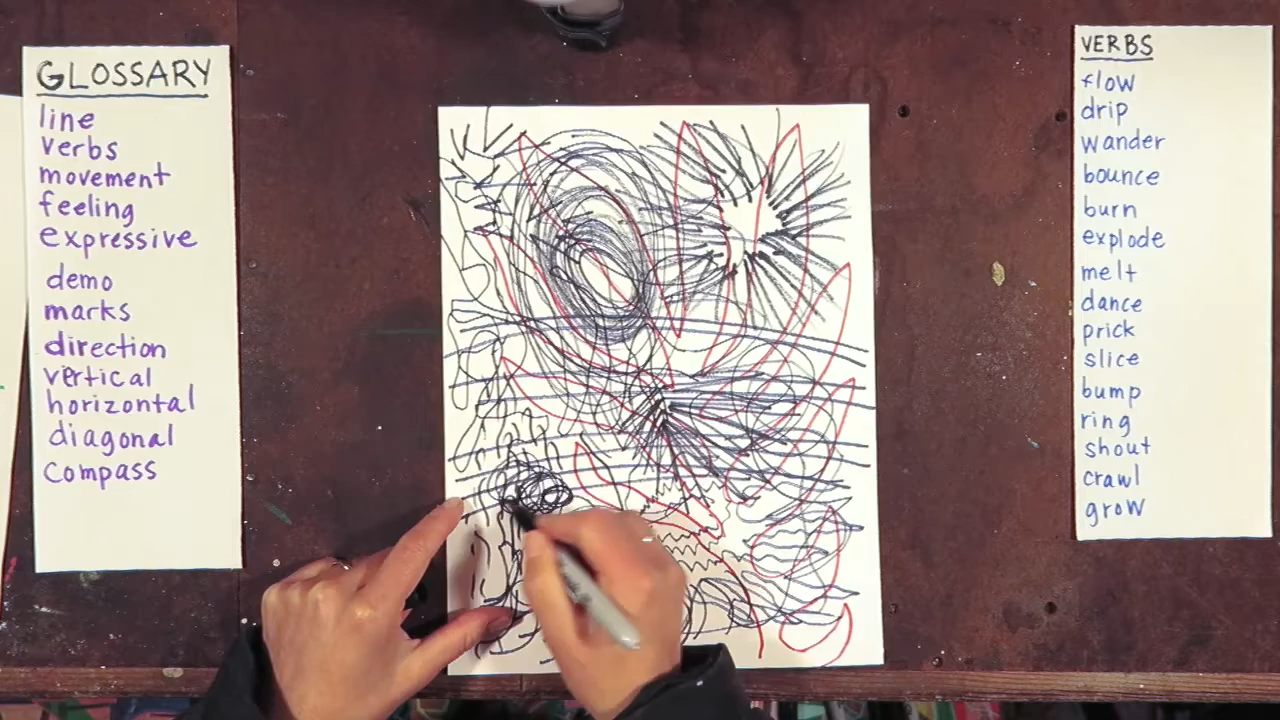 GLOSSARY
line
verbs
movement
feeling
expressive
demo
marks
direction
vertical
horizontal
diagonal
compass
VERBS
flow
drip
wander
bounce
burn
explode
melt
dance
prick
slice
bump
ring
shout
crawl
grow